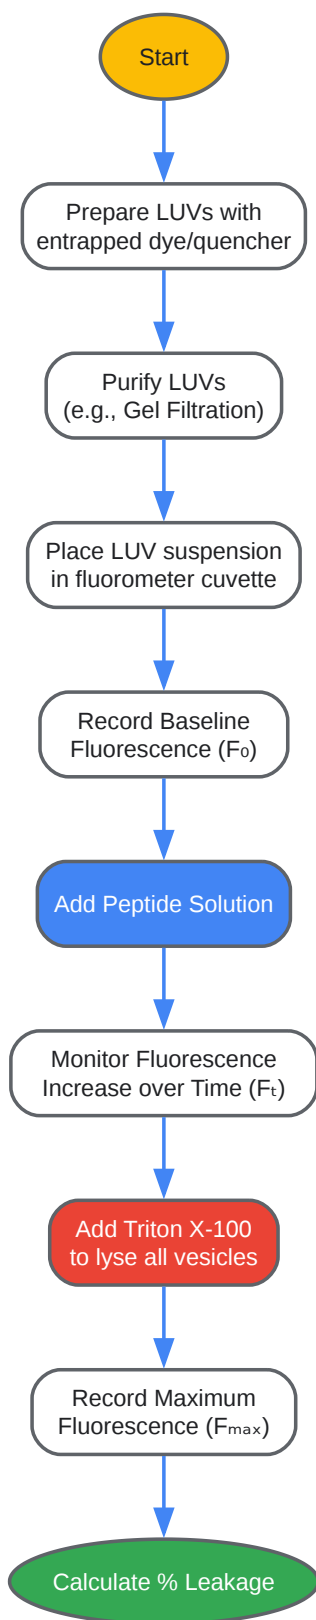 Start
Prepare LUVs with
entrapped dye/quencher
Purify LUVs
(e.g., Gel Filtration)
Place LUV suspension
in fluorometer cuvette
Record Baseline
Fluorescence (F₀)
Add Peptide Solution
Monitor Fluorescence
Increase over Time (Fₜ)
Add Triton X-100
to lyse all vesicles
Record Maximum
Fluorescence (Fₘₐₓ)
Calculate % Leakage